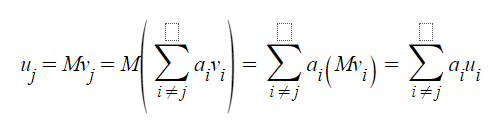 u_j = Mv_j = M( ∑_{i≠j}^{□} a_i v_i ) = ∑_{i≠j}^{□} a_i (Mv_i) = ∑_{i≠j}^{□} a_i u_i